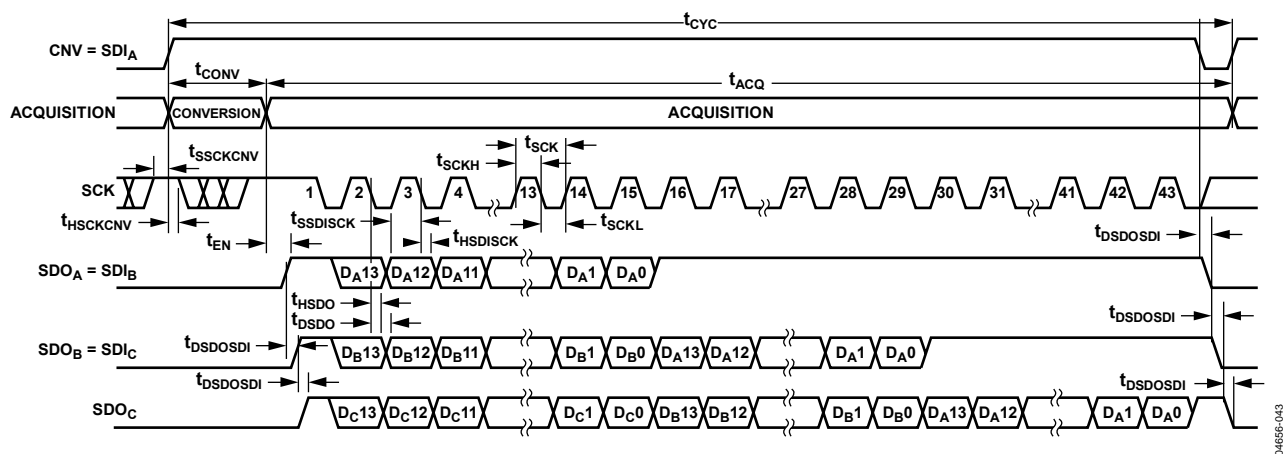 tCYC
CNV = SDIA
tCONV
tACQ
ACQUISITION CONVERSION ACQUISITION
tSCK
tSSCKCNV
tSCKH
SCK 1 2 3 4 13 14 15 16 17 27 28 29 30 31 41 42 43
tSSDISCK
tHSCKCNV
tEN
tHSDISCK
tSCKL
tDSDOSDI
SDOA = SDIB DA13 DA12 DA11 DA1 DA0
tHSDO
tDSDO
tDSDOSDI
SDOB = SDIC DB13 DB12 DB11 DB1 DB0 DA13 DA12 DA1 DA0
tDSDOSDI
tDSDOSDI
tDSDOSDI
SDOC DC13 DC12 DC11 DC1 DC0 DB13 DB12 DB1 DB0 DA13 DA12 DA1 DA0
04656-043